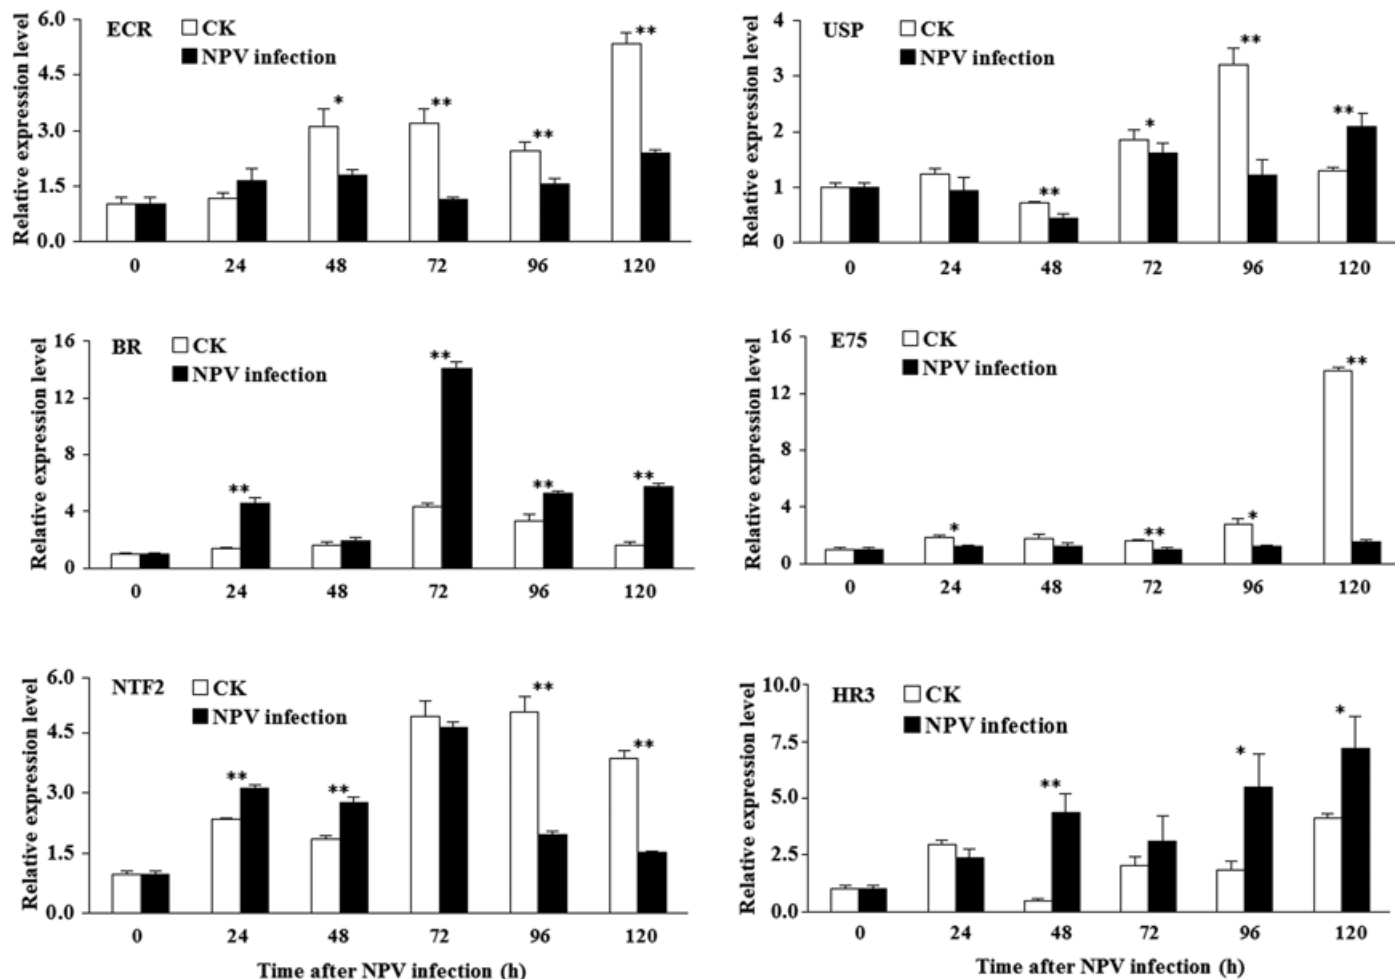 ECR
CK
NPV infection
Relative expression level
6.0
4.5
3.0
1.5
0.0
*
**
**
**
0 24 48 72 96 120
USP
CK
NPV infection
Relative expression level
4
3
2
1
0
**
*
**
**
0 24 48 72 96 120
BR
CK
NPV infection
Relative expression level
16
12
8
4
0
**
**
**
**
0 24 48 72 96 120
E75
CK
NPV infection
Relative expression level
16
12
8
4
0
*
**
*
**
0 24 48 72 96 120
NTF2
CK
NPV infection
Relative expression level
6.0
4.5
3.0
1.5
0.0
**
**
**
**
0 24 48 72 96 120
Time after NPV infection (h)
HR3
CK
NPV infection
Relative expression level
10.0
7.5
5.0
2.5
0.0
**
*
*
0 24 48 72 96 120
Time after NPV infection (h)